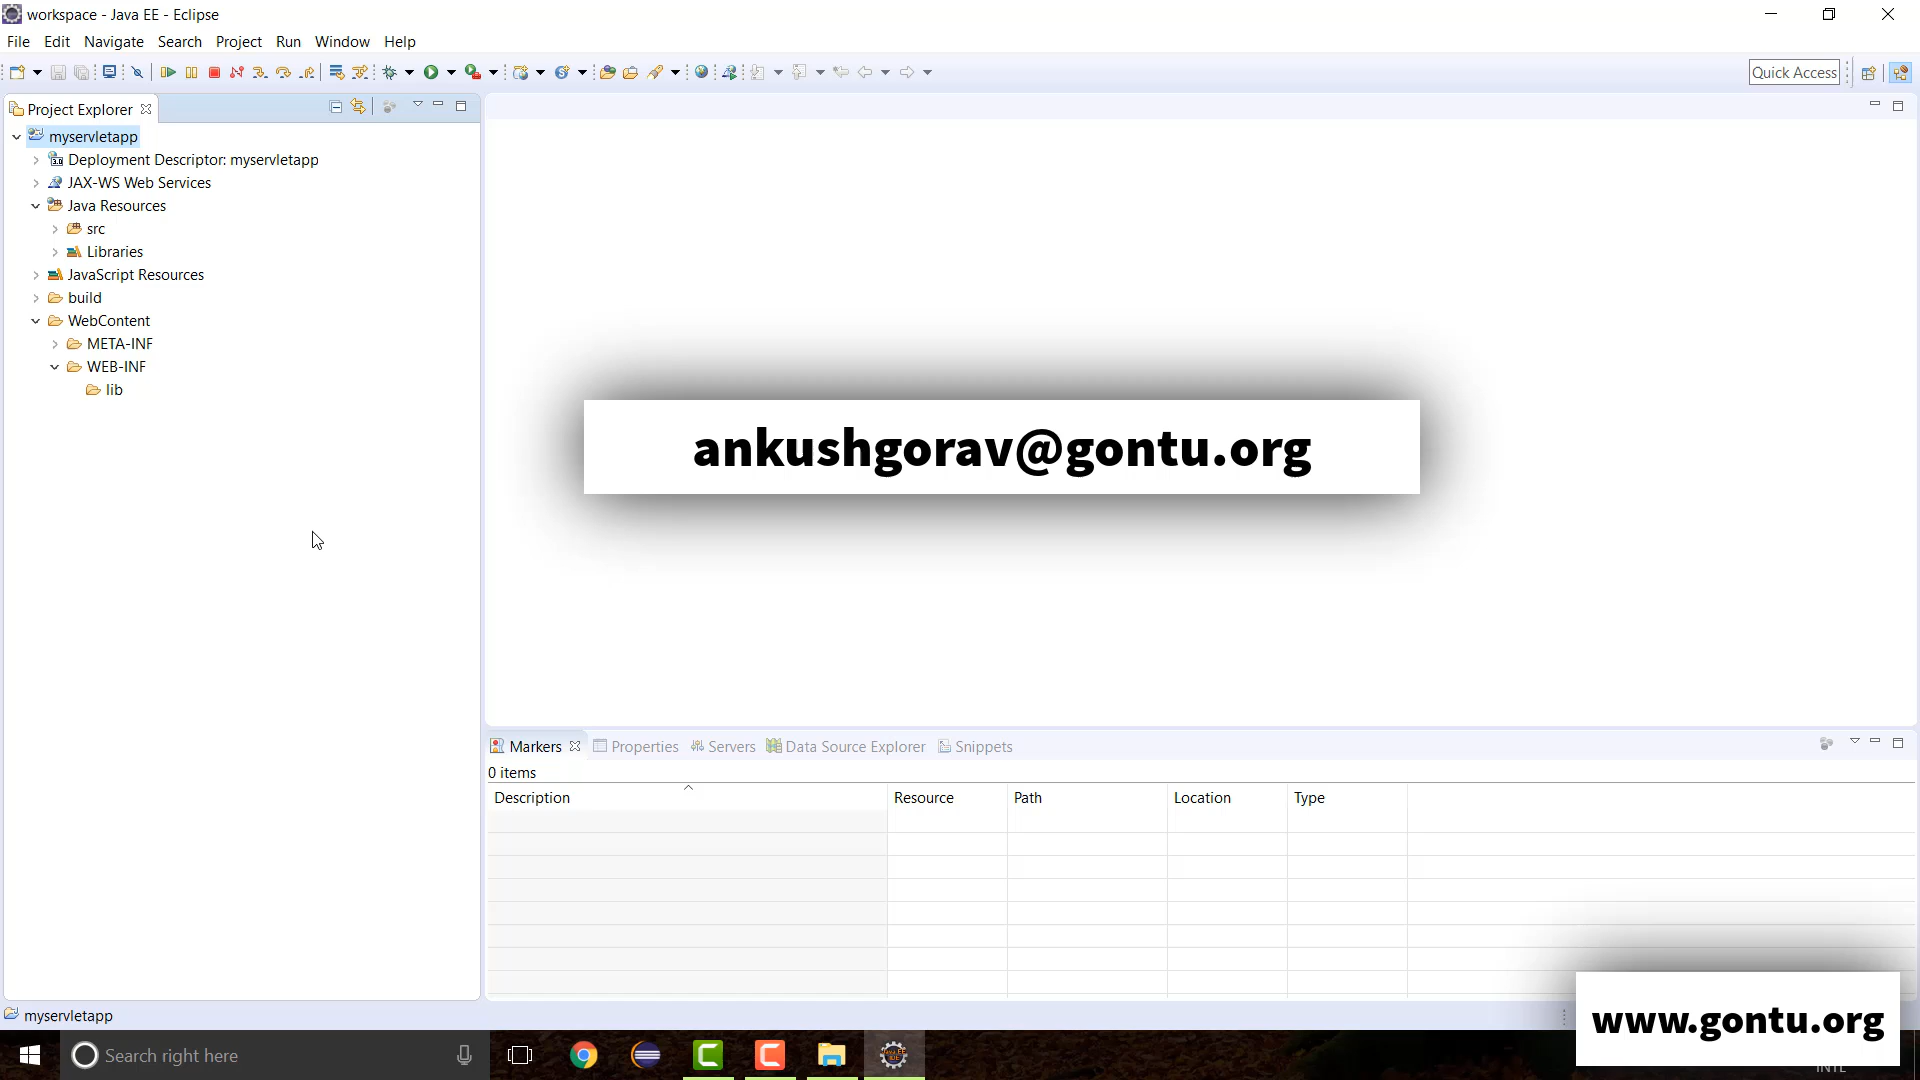 workspace - Java EE - Eclipse
File Edit Navigate Search Project Run Window Help
Quick Access
Project Explorer
myservletapp
Deployment Descriptor: myservletapp
JAX-WS Web Services
Java Resources
src
Libraries
JavaScript Resources
build
WebContent
META-INF
WEB-INF
lib
ankushgorav@gontu.org
Markers Properties Servers Data Source Explorer Snippets
0 items
Description Resource Path Location Type
myservletapp
www.gontu.org
Search right here